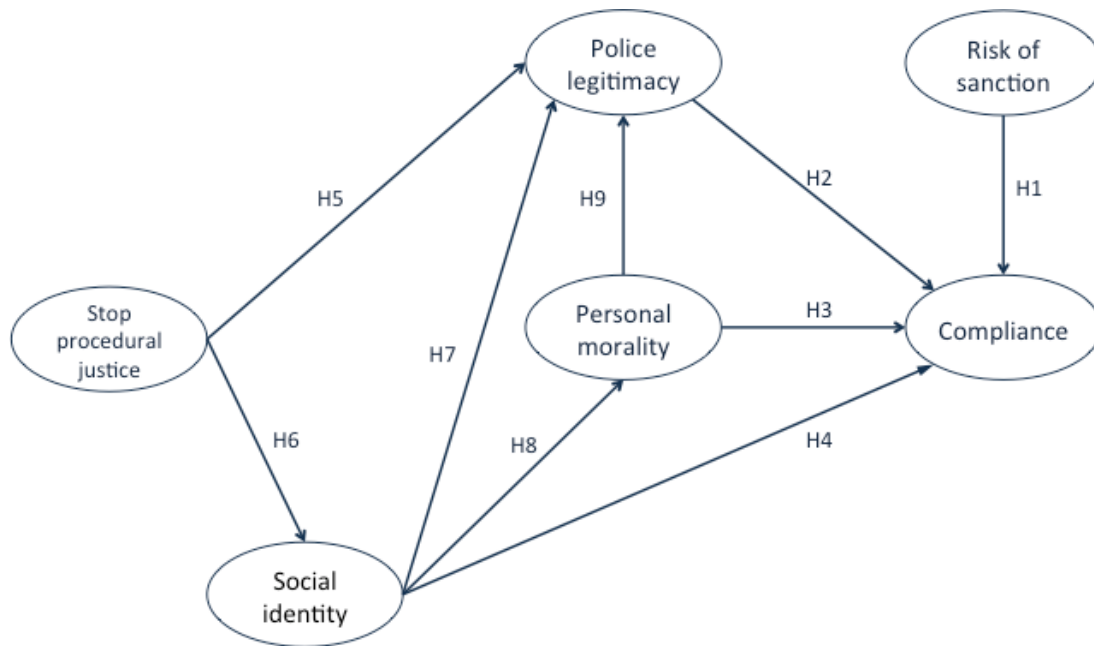 Police
legitimacy
Risk of
sanction
H5
H2
H1
H9
Stop
procedural
justice
Personal
morality
H3
Compliance
H7
H6
H8
H4
Social
identity